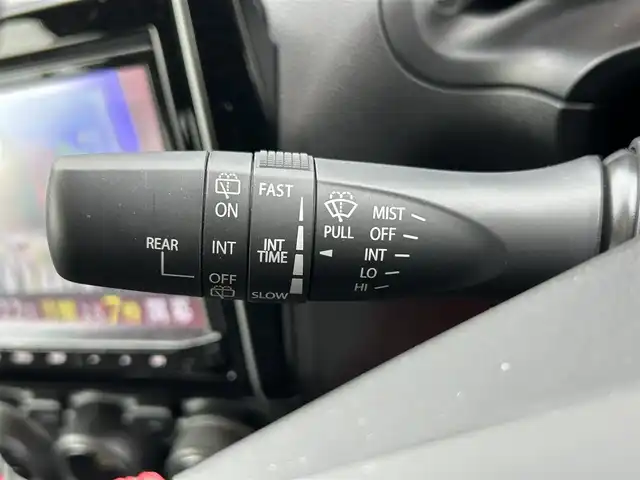 REAR
ON
INT
OFF
FAST
INT
TIME
SLOW
PULL
MIST
OFF
INT
LO
HI